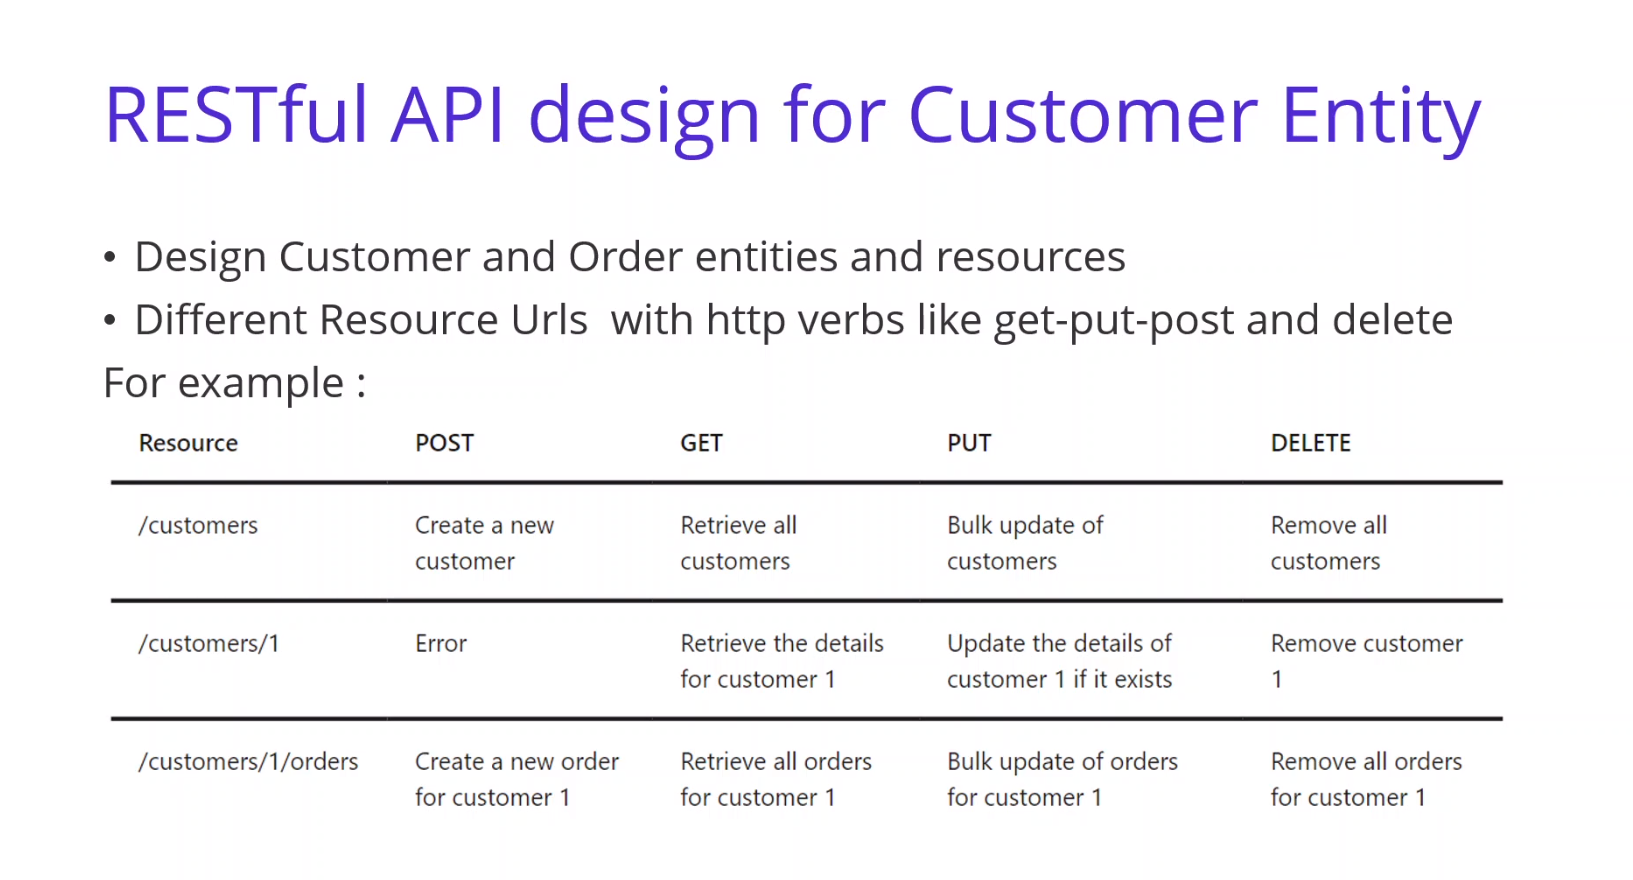 RESTful API design for Customer Entity
• Design Customer and Order entities and resources
• Different Resource Urls  with http verbs like get-put-post and delete
For example :
Resource POST GET PUT DELETE
/customers Create a new Retrieve all Bulk update of Remove all
customer customers customers customers
/customers/1 Error Retrieve the details Update the details of Remove customer
for customer 1 customer 1 if it exists 1
/customers/1/orders Create a new order Retrieve all orders Bulk update of orders Remove all orders
for customer 1 for customer 1 for customer 1 for customer 1